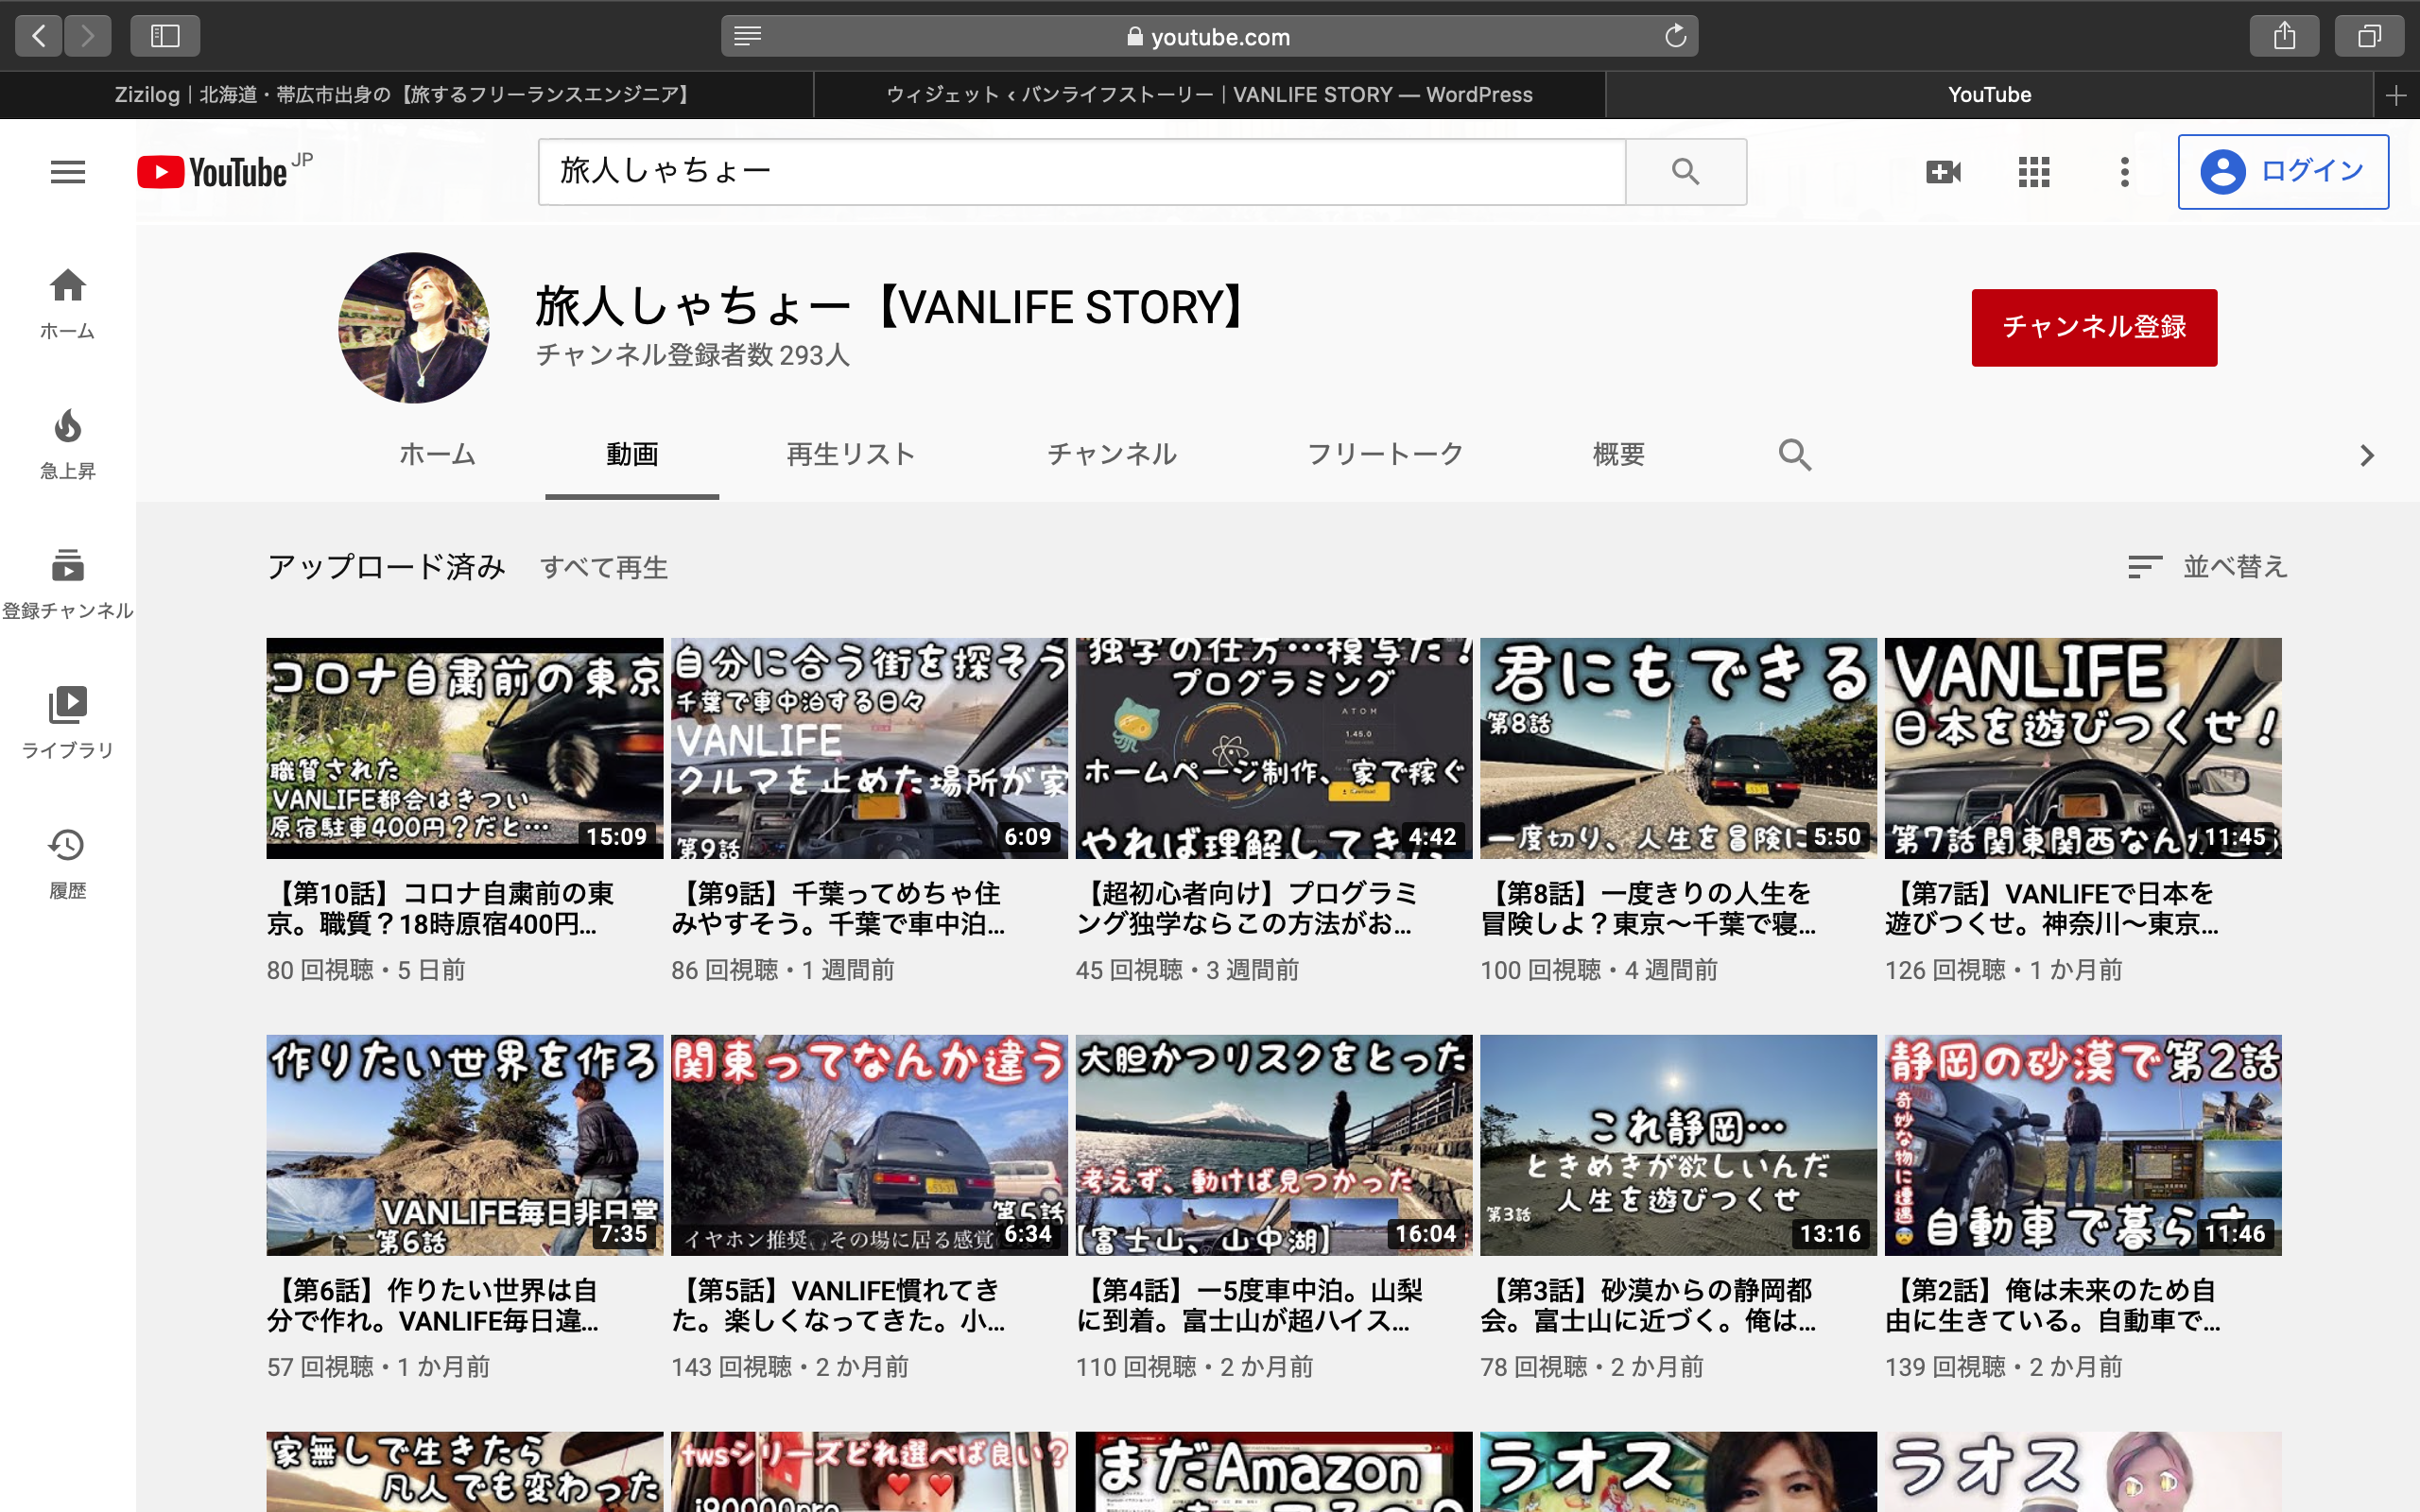 youtube.com
Zizilog｜北海道・帯広市出身の【旅するフリーランスエンジニア】
ウィジェット ‹ バンライフストーリー｜VANLIFE STORY — WordPress
YouTube
YouTube JP
旅人しゃちょー
ログイン
ホーム
急上昇
登録チャンネル
ライブラリ
履歴
旅人しゃちょー【VANLIFE STORY】
チャンネル登録者数 293人
チャンネル登録
ホーム
動画
再生リスト
チャンネル
フリートーク
概要
アップロード済み
すべて再生
並べ替え
コロナ自粛前の東京
職質された
VANLIFE都会はきつい
原宿駐車400円？だと…
15:09
【第10話】コロナ自粛前の東
京。職質？18時原宿400円...
80 回視聴・5 日前
自分に合う街を探そう
千葉で車中泊する日々
VANLIFE
クルマを止めた場所が家
第9話
6:09
【第9話】千葉ってめちゃ住
みやすそう。千葉で車中泊...
86 回視聴・1 週間前
独学の仕方…模写だ！
プログラミング
ATOM
1.45.0
ホームページ制作、家で稼ぐ
やれば理解してきた
4:42
【超初心者向け】プログラミ
ング独学ならこの方法がお...
45 回視聴・3 週間前
君にもできる
第8話
一度切り、人生を冒険に
5:50
【第8話】一度きりの人生を
冒険しよ？東京〜千葉で寝...
100 回視聴・4 週間前
VANLIFE
日本を遊びつくせ！
第7話 関東関西なんか
11:45
【第7話】VANLIFEで日本を
遊びつくせ。神奈川〜東京...
126 回視聴・1 か月前
作りたい世界を作ろ
VANLIFE毎日非日常
第6話
7:35
【第6話】作りたい世界は自
分で作れ。VANLIFE毎日違...
57 回視聴・1 か月前
関東ってなんか違う
第5話
イヤホン推奨 その場に居る感覚
6:34
【第5話】VANLIFE慣れてき
た。楽しくなってきた。小...
143 回視聴・2 か月前
大胆かつリスクをとった
考えず、動けば見つかった
【富士山、山中湖】
16:04
【第4話】ー5度車中泊。山梨
に到着。富士山が超ハイス...
110 回視聴・2 か月前
これ静岡…
ときめきが欲しいんだ
人生を遊びつくせ
第3話
13:16
【第3話】砂漠からの静岡都
会。富士山に近づく。俺は...
78 回視聴・2 か月前
静岡の砂漠で第2話
奇妙な物に遭遇
自動車で暮らす
11:46
【第2話】俺は未来のため自
由に生きている。自動車で...
139 回視聴・2 か月前
家無しで生きたら
凡人でも変わった
twsシリーズどれ選べば良い？
i90000pro
まだAmazon
ラオス
ラオス